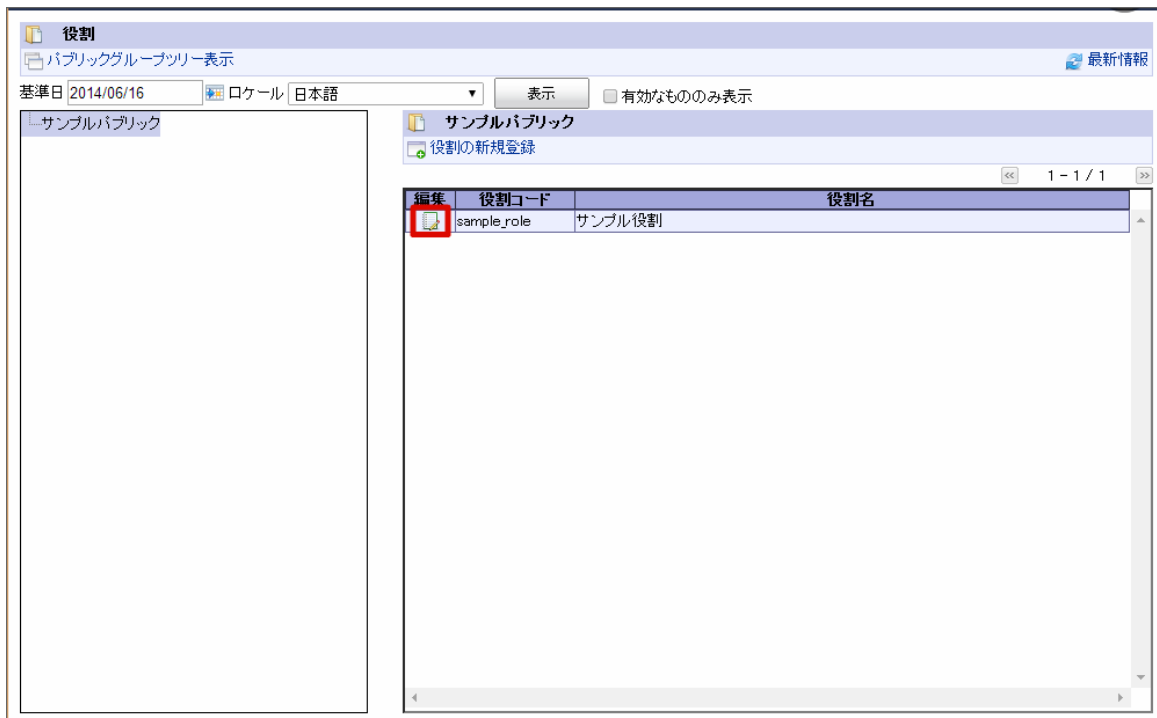 役割
パブリックグループツリー表示 最新情報
基準日 2014/06/16 ロケール 日本語 表示 有効なもののみ表示
サンプルパブリック
サンプルパブリック
役割の新規登録
1 - 1 / 1
編集 役割コード 役割名
sample_role サンプル役割